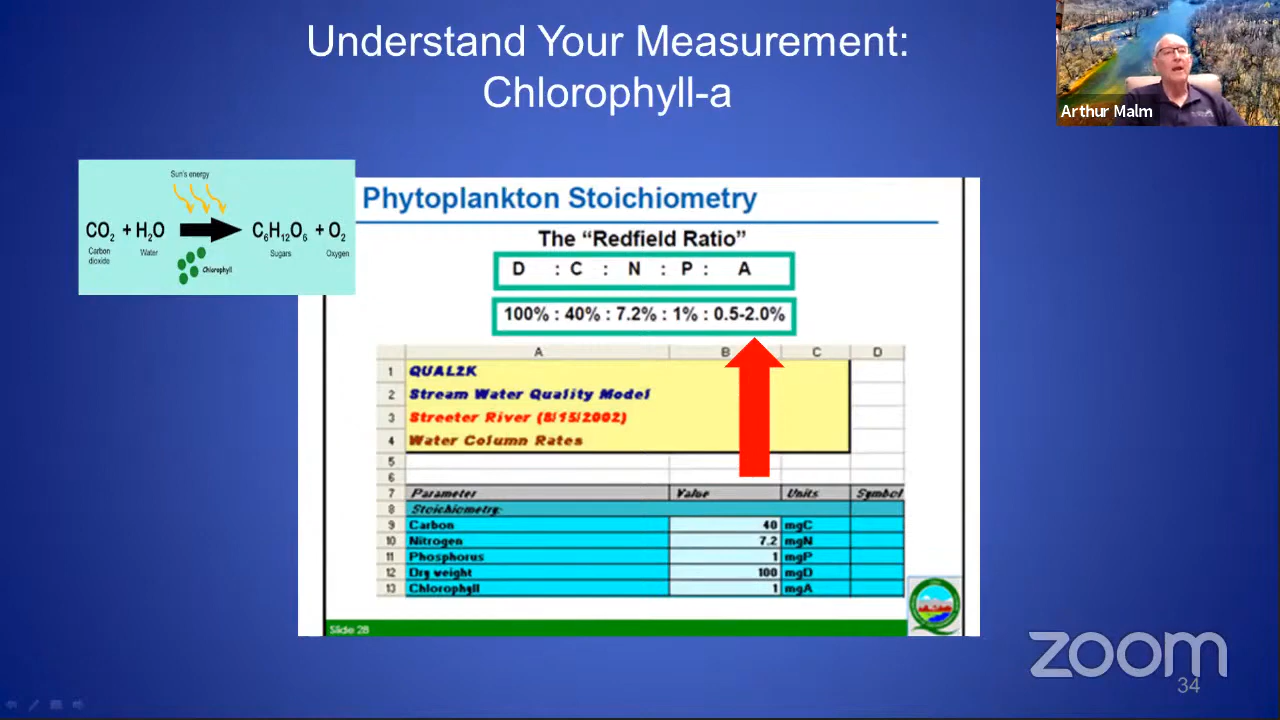 Understand Your Measurement:
Chlorophyll-a
Arthur Malm
Sun's energy
CO2 + H2O C6H12O6 + O2
Carbon dioxide Water Chlorophyll Sugars Oxygen
Phytoplankton Stoichiometry
The “Redfield Ratio”
D : C : N : P : A
100% : 40% : 7.2% : 1% : 0.5-2.0%
A B C D
1 QUAL2K
2 Stream Water Quality Model
3 Streeter River (8/15/2002)
4 Water Column Rates
5
6
7 Parameter Value Units Symbol
8 Stoichiometry:
9 Carbon 40 mgC
10 Nitrogen 7.2 mgN
11 Phosphorus 1 mgP
12 Dry weight 100 mgD
13 Chlorophyll 1 mgA
Slide 28
zoom
34